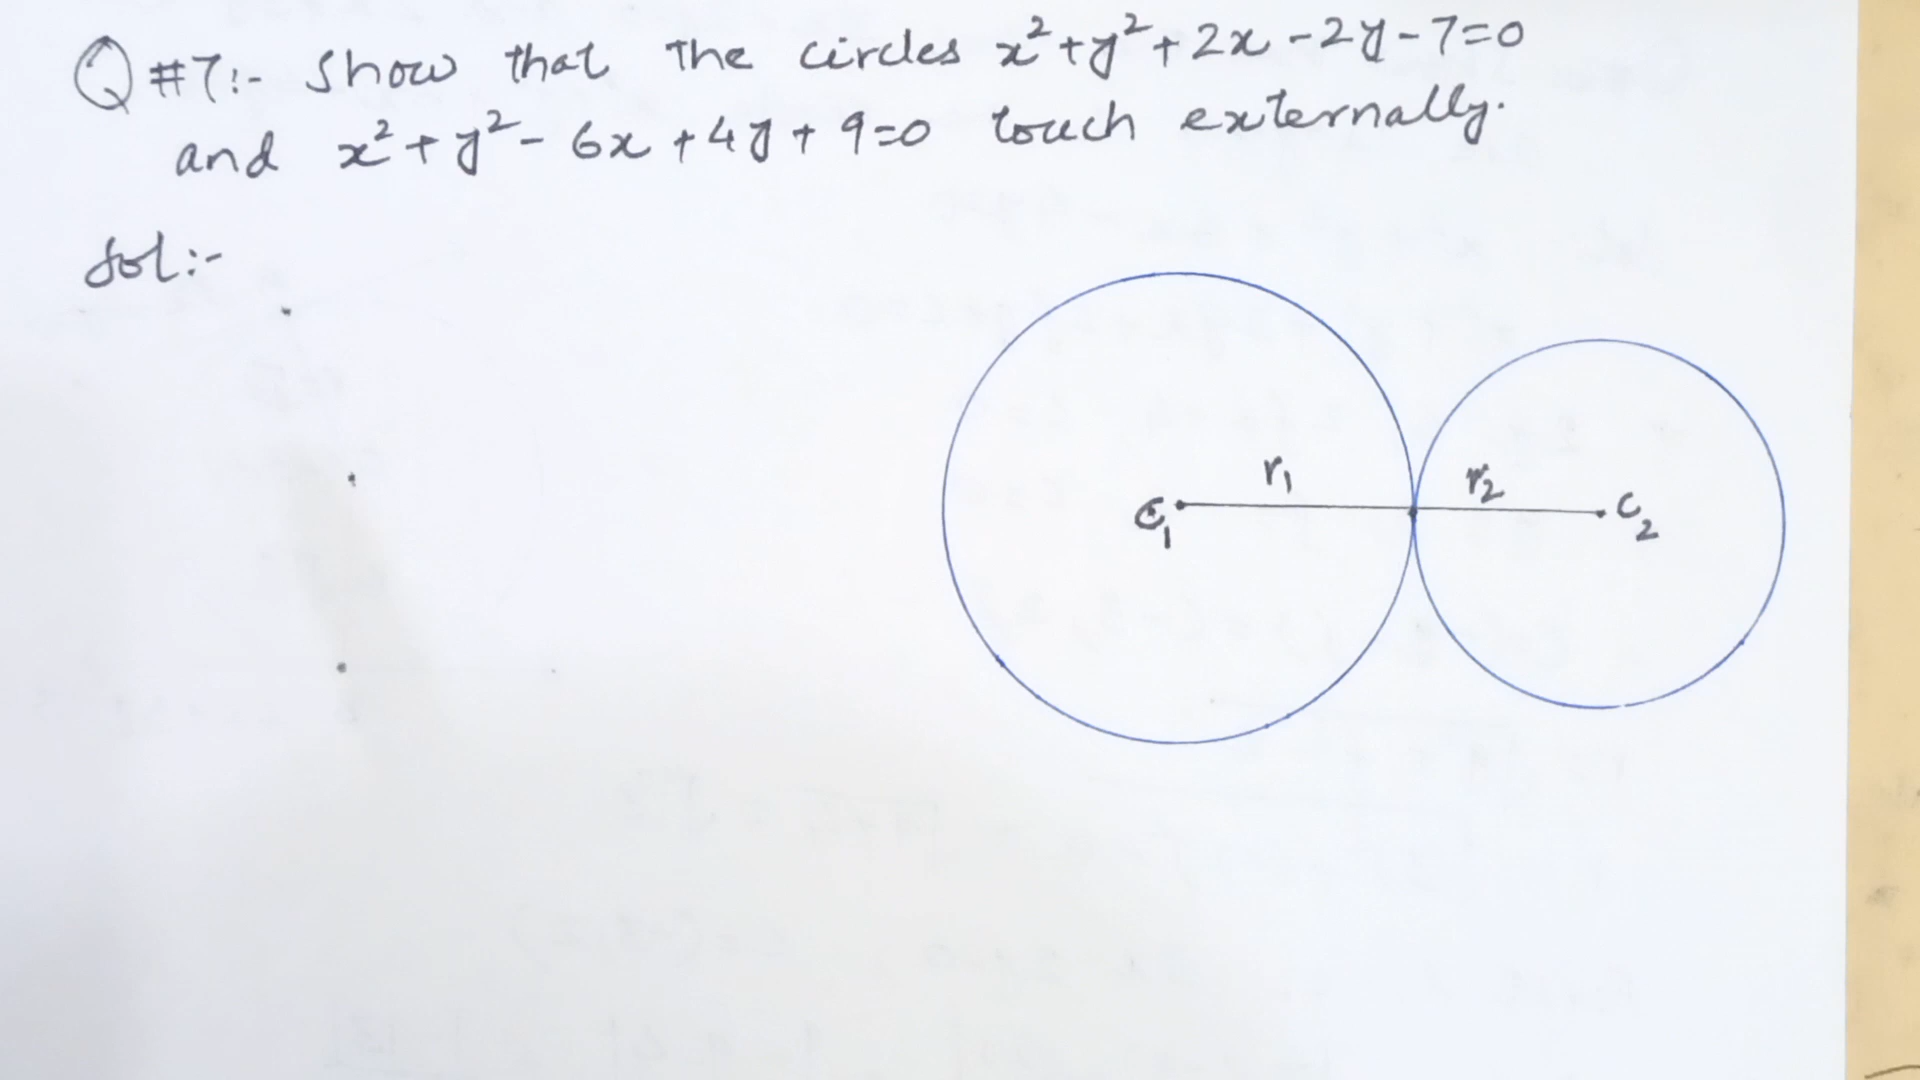 Q #7:- Show that the circles x²+y²+2x-2y-7=0
and x²+y²-6x+4y+9=0 touch externally.
Sol:-
r₁ r₂
C₁ C₂